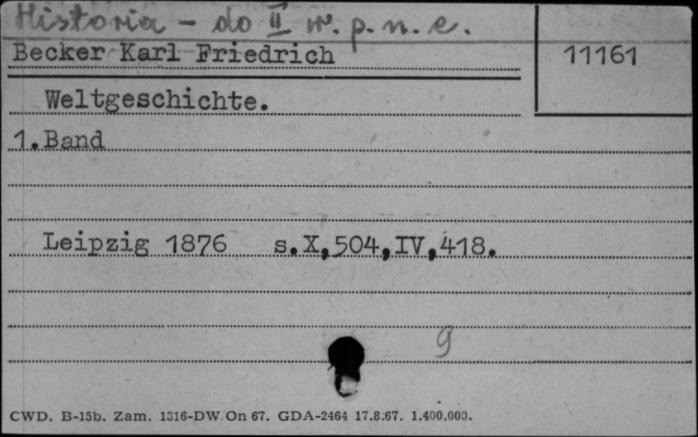 Historia - do II w. p. n. e.
Becker Karl Friedrich
11161
Weltgeschichte.
1.Band
Leipzig 1876 s.X,504,IV,418.
9
CWD. B-15b. Zam. 1316-DW On 67. GDA-2464 17.8.67. 1.400.000.